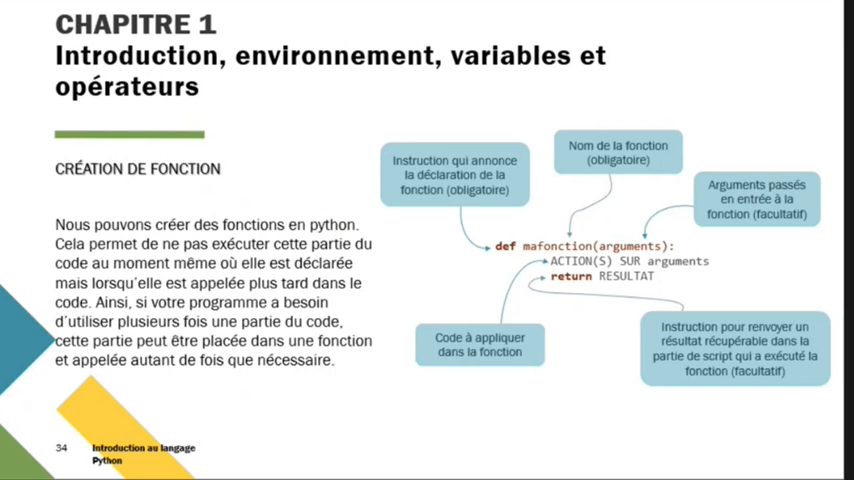 CHAPITRE 1
Introduction, environnement, variables et
opérateurs
CRÉATION DE FONCTION
Nous pouvons créer des fonctions en python.
Cela permet de ne pas exécuter cette partie du
code au moment même où elle est déclarée
mais lorsqu'elle est appelée plus tard dans le
code. Ainsi, si votre programme a besoin
d'utiliser plusieurs fois une partie du code,
cette partie peut être placée dans une fonction
et appelée autant de fois que nécessaire.
Instruction qui annonce
la déclaration de la
fonction (obligatoire)
Nom de la fonction
(obligatoire)
Arguments passés
en entrée à la
fonction (facultatif)
def mafonction(arguments):
ACTION(S) SUR arguments
return RESULTAT
Code à appliquer
dans la fonction
Instruction pour renvoyer un
résultat récupérable dans la
partie de script qui a exécuté la
fonction (facultatif)
34
Introduction au langage
Python